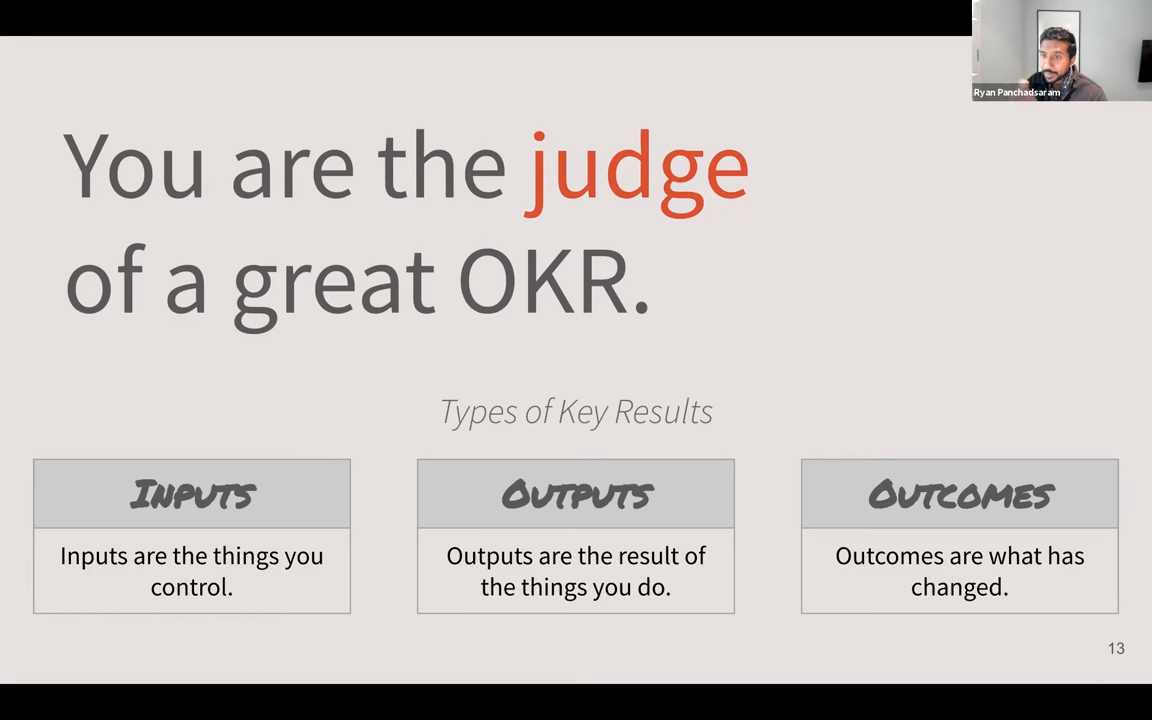 Ryan Panchadsaram
You are the judge
of a great OKR.
Types of Key Results
Inputs
Inputs are the things you
control.
Outputs
Outputs are the result of
the things you do.
Outcomes
Outcomes are what has
changed.
13